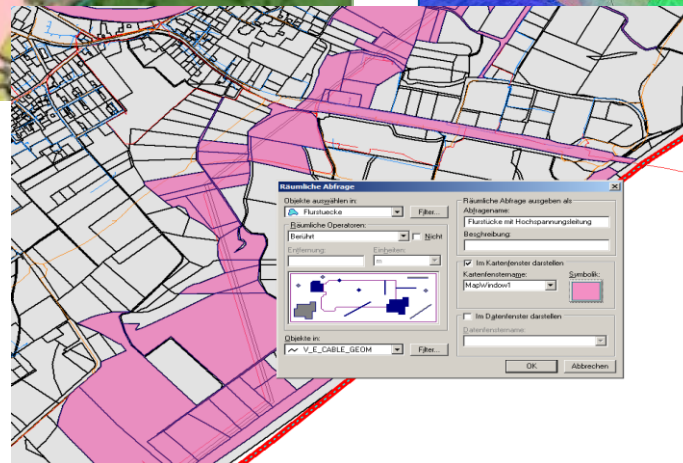 Räumliche Abfrage
Objekte auswählen in:
Flurstuecke
Filter...
Räumliche Operatoren:
Berührt
Nicht
Entfernung:
Einheiten:
m
Objekte in:
V_E_CABLE_GEOM
Filter...
Räumliche Abfrage ausgeben als
Abfragename:
Flurstücke mit Hochspannungsleitung
Beschreibung:
Im Kartenfenster darstellen
Kartenfenstername:
Symbolik:
MapWindow1
Im Datenfenster darstellen
Datenfenstername:
OK
Abbrechen